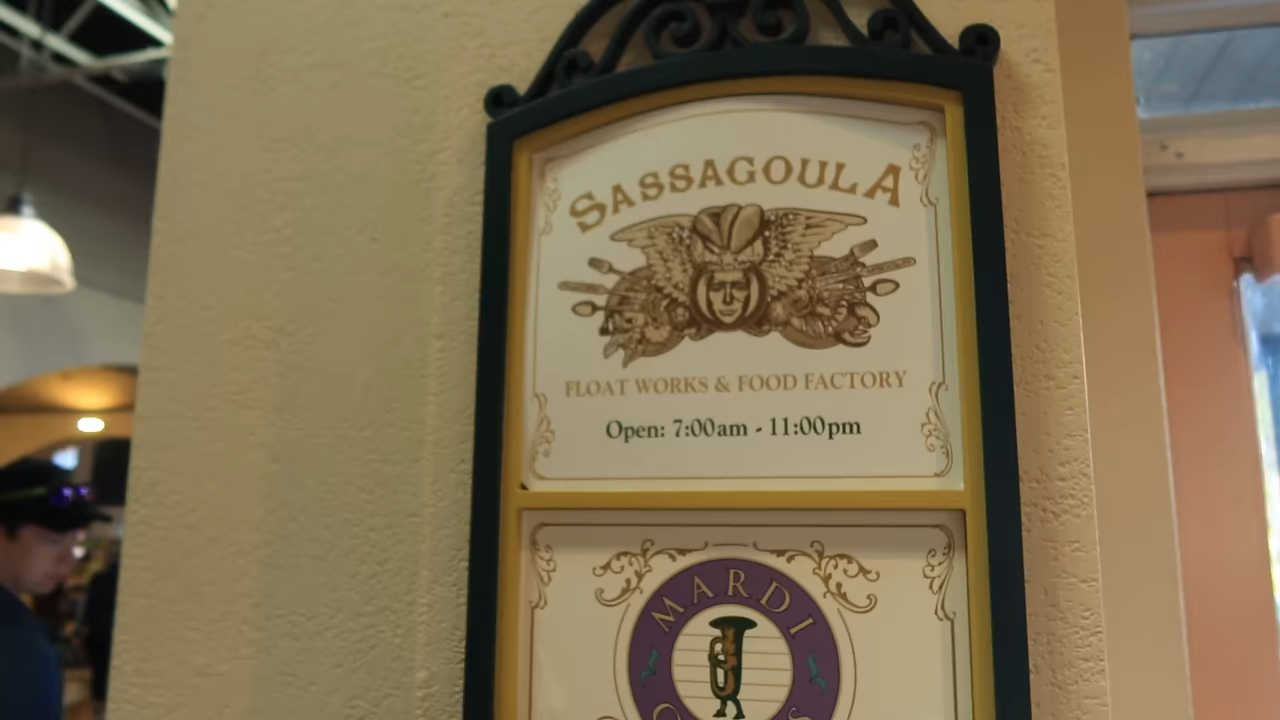 SASSAGOULA
FLOAT WORKS & FOOD FACTORY
Open: 7:00am - 11:00pm
MARDI